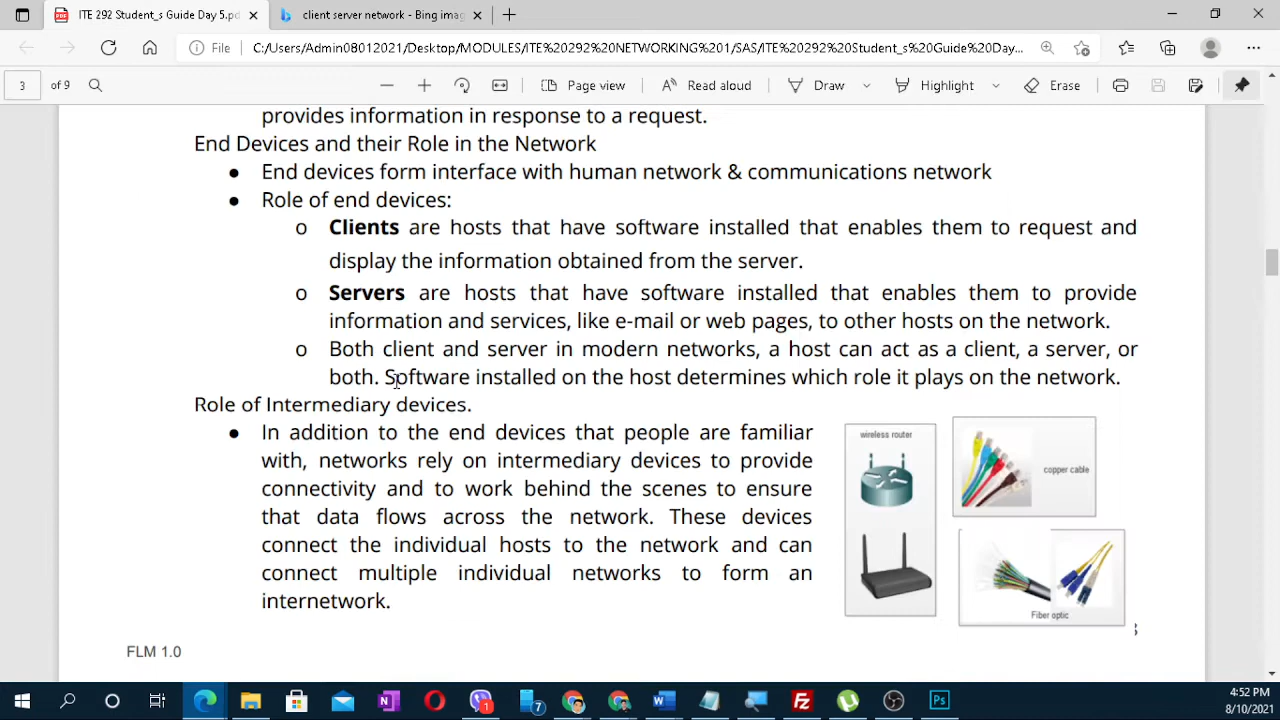 ITE 292 Student_s Guide Day 5.pd
client server network - Bing imag
File
C:/Users/Admin08012021/Desktop/MODULES/ITE%20292%20NETWORKING%201/SAS/ITE%20292%20Student_s%20Guide%20Day...
3 of 9
Page view
Read aloud
Draw
Highlight
Erase
provides information in response to a request.
End Devices and their Role in the Network
● End devices form interface with human network & communications network
● Role of end devices:
o Clients are hosts that have software installed that enables them to request and
display the information obtained from the server.
o Servers are hosts that have software installed that enables them to provide
information and services, like e-mail or web pages, to other hosts on the network.
o Both client and server in modern networks, a host can act as a client, a server, or
both. Software installed on the host determines which role it plays on the network.
Role of Intermediary devices.
● In addition to the end devices that people are familiar
with, networks rely on intermediary devices to provide
connectivity and to work behind the scenes to ensure
that data flows across the network. These devices
connect the individual hosts to the network and can
connect multiple individual networks to form an
internetwork.
wireless router
copper cable
Fiber optic
FLM 1.0
1
7
4:52 PM
8/10/2021